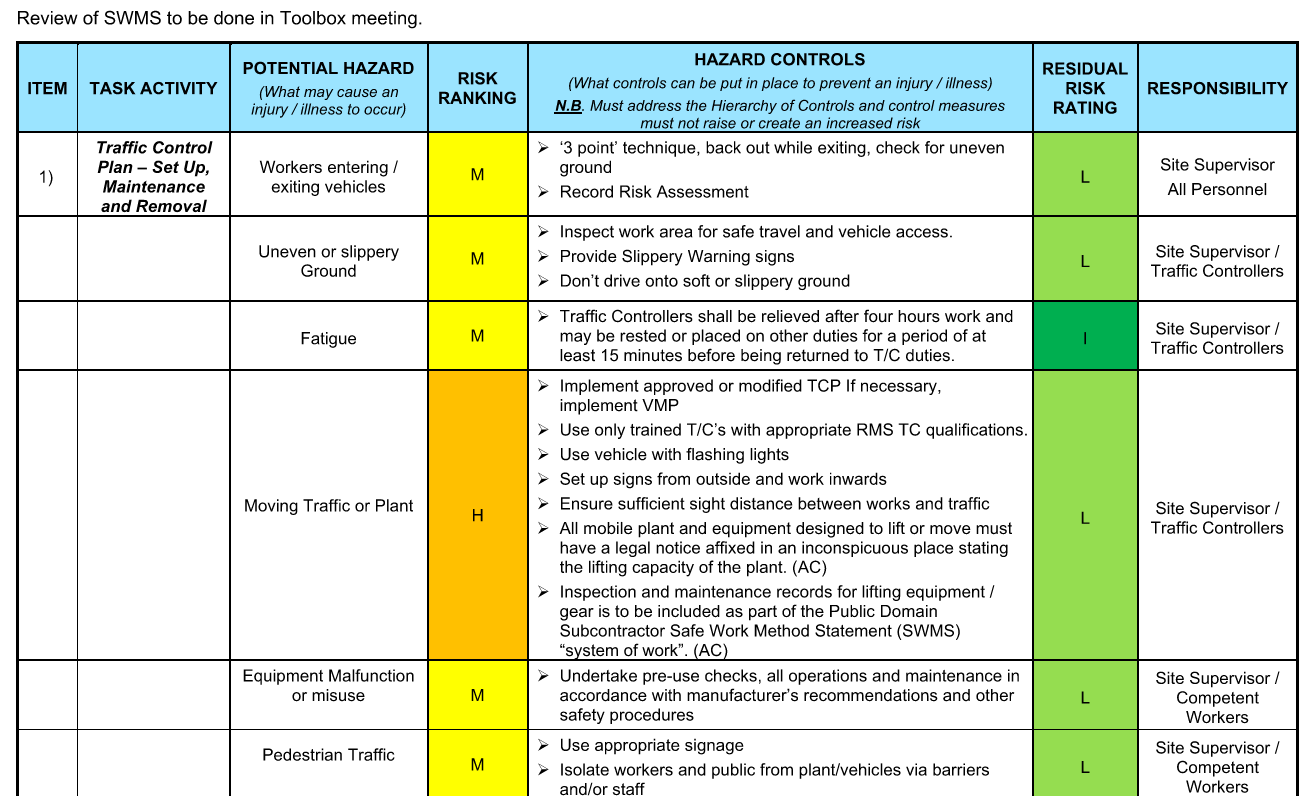 Review of SWMS to be done in Toolbox meeting.
ITEM
TASK ACTIVITY
POTENTIAL HAZARD
(What may cause an
injury / illness to occur)
RISK
RANKING
HAZARD CONTROLS
(What controls can be put in place to prevent an injury / illness)
N.B. Must address the Hierarchy of Controls and control measures
must not raise or create an increased risk
RESIDUAL
RISK
RATING
RESPONSIBILITY
1)
Traffic Control
Plan – Set Up,
Maintenance
and Removal
Workers entering /
exiting vehicles
M
➢ ‘3 point’ technique, back out while exiting, check for uneven
ground
➢ Record Risk Assessment
L
Site Supervisor
All Personnel
Uneven or slippery
Ground
M
➢ Inspect work area for safe travel and vehicle access.
➢ Provide Slippery Warning signs
➢ Don’t drive onto soft or slippery ground
L
Site Supervisor /
Traffic Controllers
Fatigue
M
➢ Traffic Controllers shall be relieved after four hours work and
may be rested or placed on other duties for a period of at
least 15 minutes before being returned to T/C duties.
I
Site Supervisor /
Traffic Controllers
Moving Traffic or Plant
H
➢ Implement approved or modified TCP If necessary,
implement VMP
➢ Use only trained T/C’s with appropriate RMS TC qualifications.
➢ Use vehicle with flashing lights
➢ Set up signs from outside and work inwards
➢ Ensure sufficient sight distance between works and traffic
➢ All mobile plant and equipment designed to lift or move must
have a legal notice affixed in an inconspicuous place stating
the lifting capacity of the plant. (AC)
➢ Inspection and maintenance records for lifting equipment /
gear is to be included as part of the Public Domain
Subcontractor Safe Work Method Statement (SWMS)
“system of work”. (AC)
L
Site Supervisor /
Traffic Controllers
Equipment Malfunction
or misuse
M
➢ Undertake pre-use checks, all operations and maintenance in
accordance with manufacturer’s recommendations and other
safety procedures
L
Site Supervisor /
Competent
Workers
Pedestrian Traffic
M
➢ Use appropriate signage
➢ Isolate workers and public from plant/vehicles via barriers
and/or staff
L
Site Supervisor /
Competent
Workers